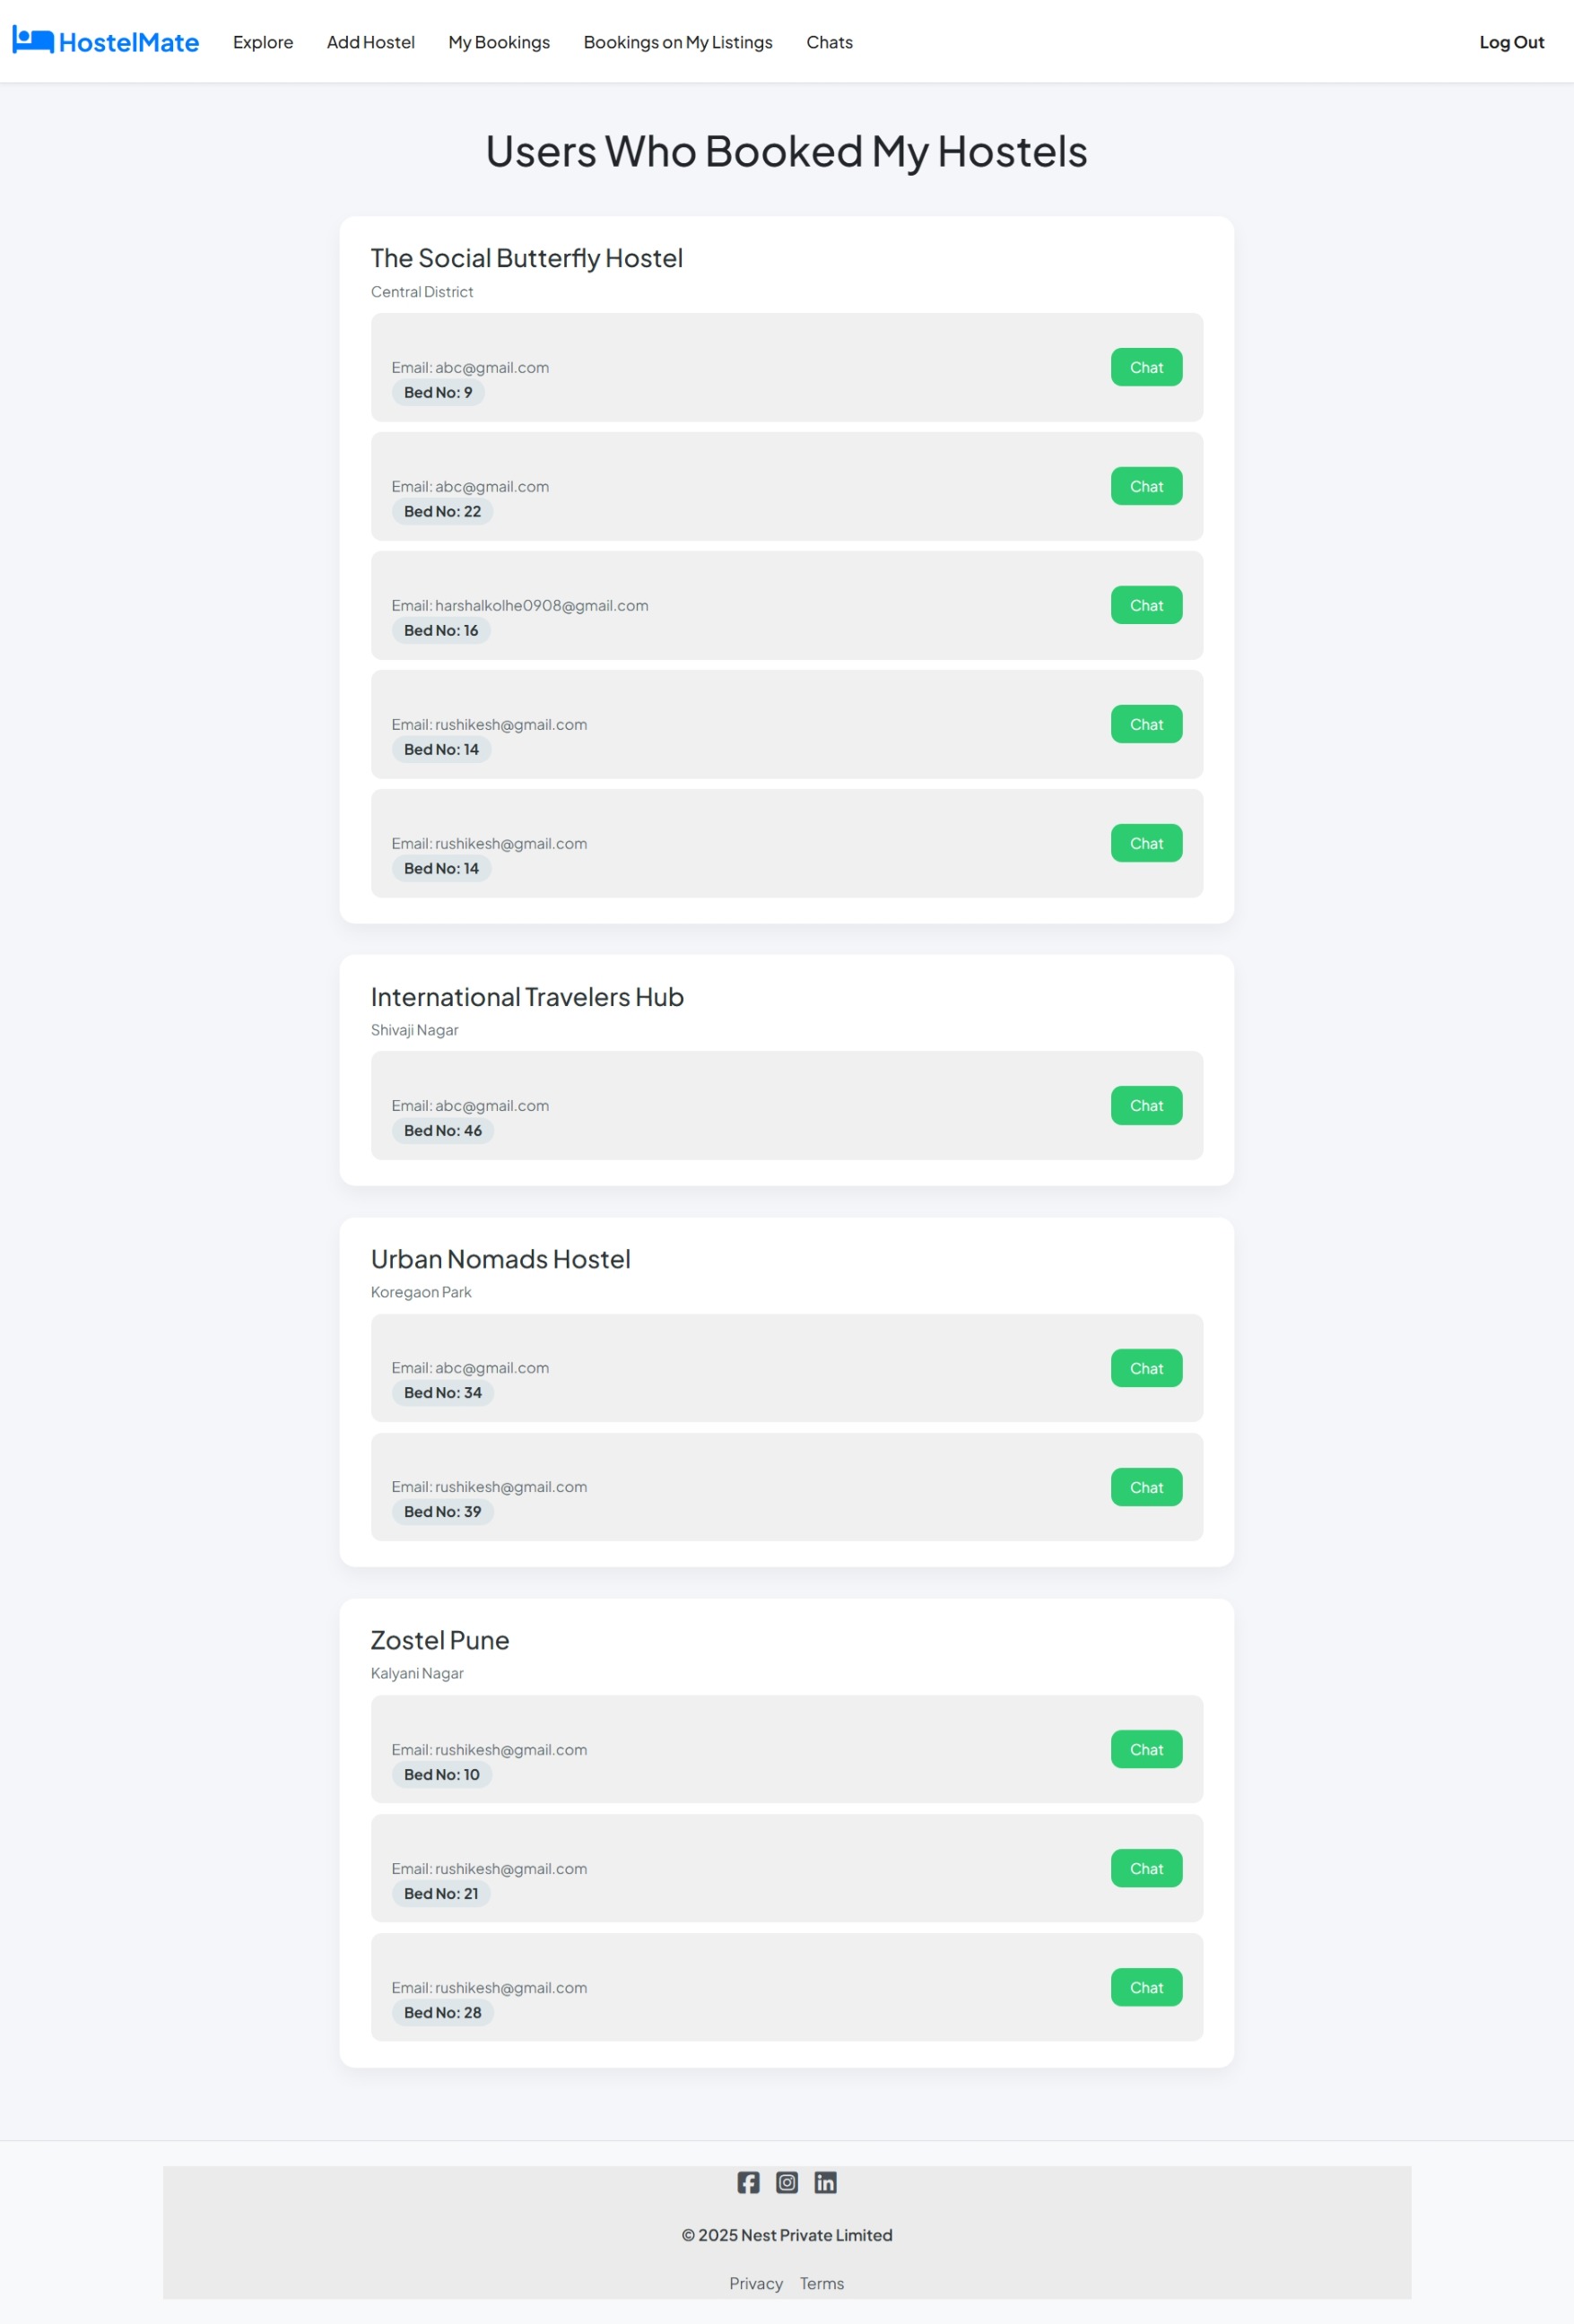 HostelMate Explore Add Hostel My Bookings Bookings on My Listings Chats Log Out
Users Who Booked My Hostels
The Social Butterfly Hostel
Central District
Email: abc@gmail.com
Chat
Bed No: 9
Email: abc@gmail.com
Chat
Bed No: 22
Email: harshalkolhe0908@gmail.com
Chat
Bed No: 16
Email: rushikesh@gmail.com
Chat
Bed No: 14
Email: rushikesh@gmail.com
Chat
Bed No: 14
International Travelers Hub
Shivaji Nagar
Email: abc@gmail.com
Chat
Bed No: 46
Urban Nomads Hostel
Koregaon Park
Email: abc@gmail.com
Chat
Bed No: 34
Email: rushikesh@gmail.com
Chat
Bed No: 39
Zostel Pune
Kalyani Nagar
Email: rushikesh@gmail.com
Chat
Bed No: 10
Email: rushikesh@gmail.com
Chat
Bed No: 21
Email: rushikesh@gmail.com
Chat
Bed No: 28
© 2025 Nest Private Limited
Privacy Terms